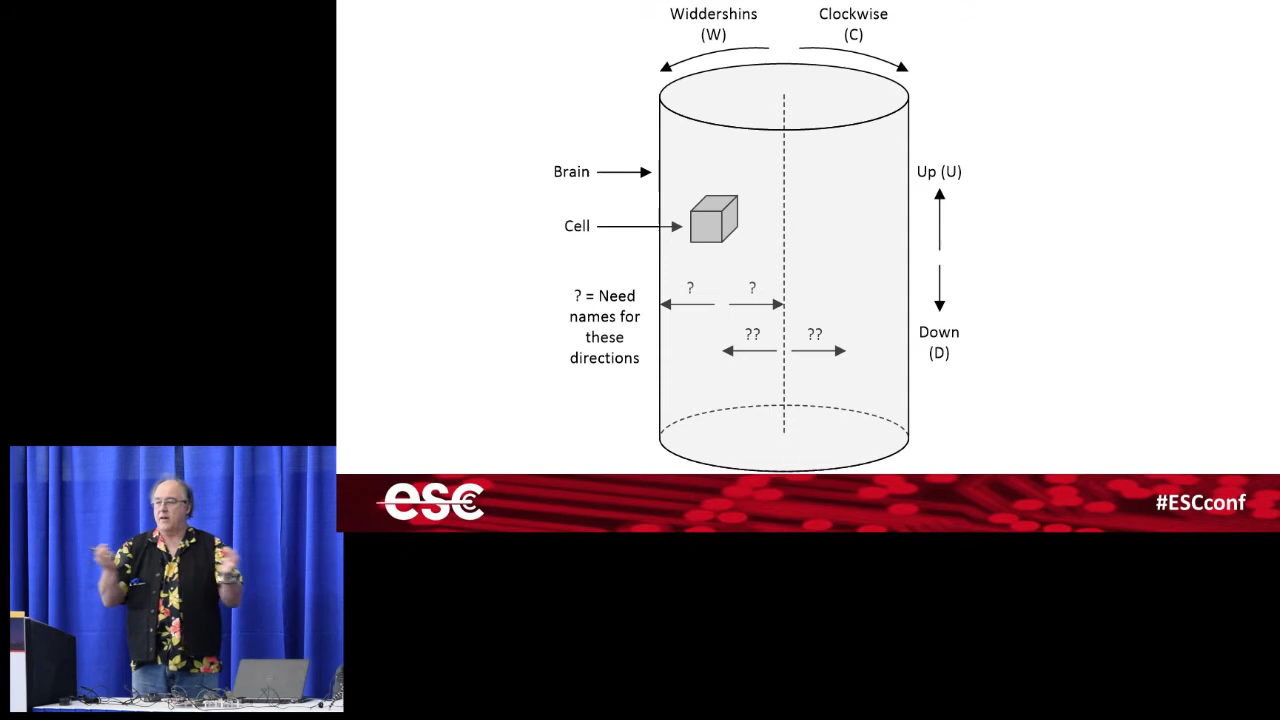 Widdershins
(W)
Clockwise
(C)
Brain
Up (U)
Cell
? = Need
names for
these
directions
?
?
??
??
Down
(D)
esc
#ESCconf